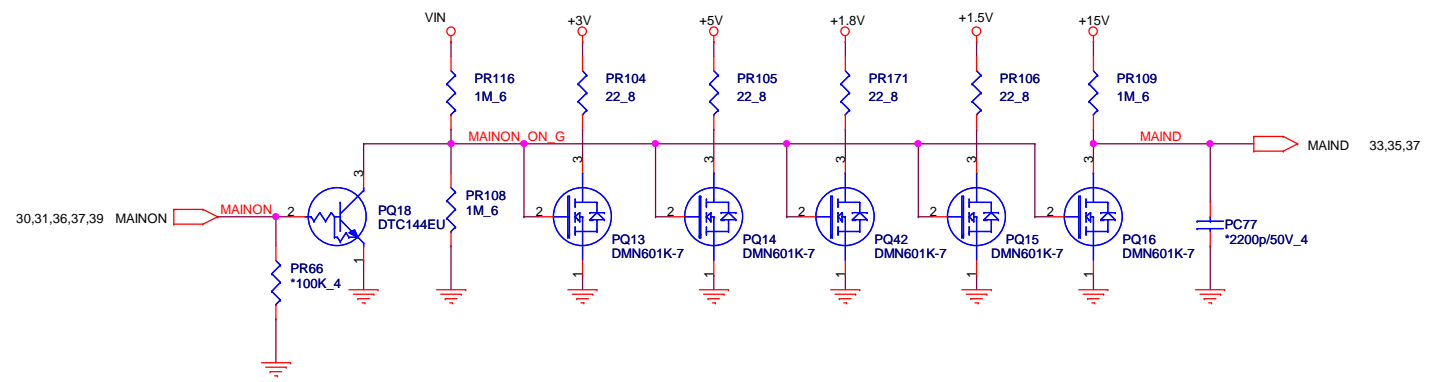 VIN
+3V
+5V
+1.8V
+1.5V
+15V
PR116
1M_6
PR104
22_8
PR105
22_8
PR171
22_8
PR106
22_8
PR109
1M_6
MAINON_ON_G
MAIND
MAIND 33,35,37
3
3
3
3
3
3
PR108
1M_6
30,31,36,37,39 MAINON
MAINON
2
PQ18
DTC144EU
2
2
2
2
2
PC77
*2200p/50V_4
PQ13
DMN601K-7
PQ14
DMN601K-7
PQ42
DMN601K-7
PQ15
DMN601K-7
PQ16
DMN601K-7
1
1
1
1
1
1
PR66
*100K_4